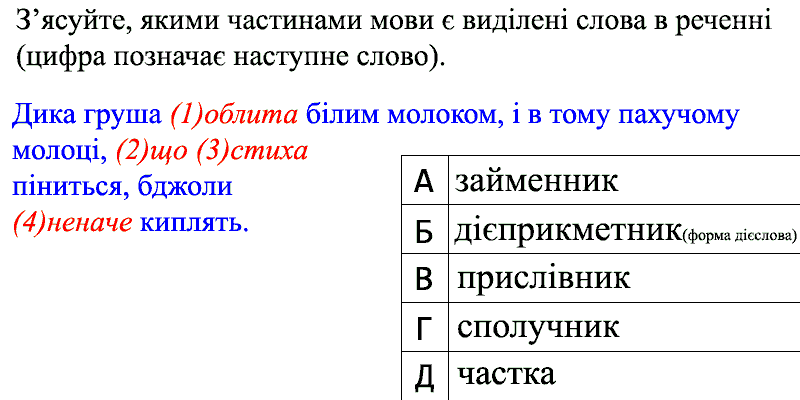 З’ясуйте, якими частинами мови є виділені слова в реченні
(цифра позначає наступне слово).
Дика груша (1)облита білим молоком, і в тому пахучому
молоці, (2)що (3)стиха
піниться, бджоли
(4)неначе киплять.
А займенник
Б дієприкметник(форма дієслова)
В прислівник
Г сполучник
Д частка